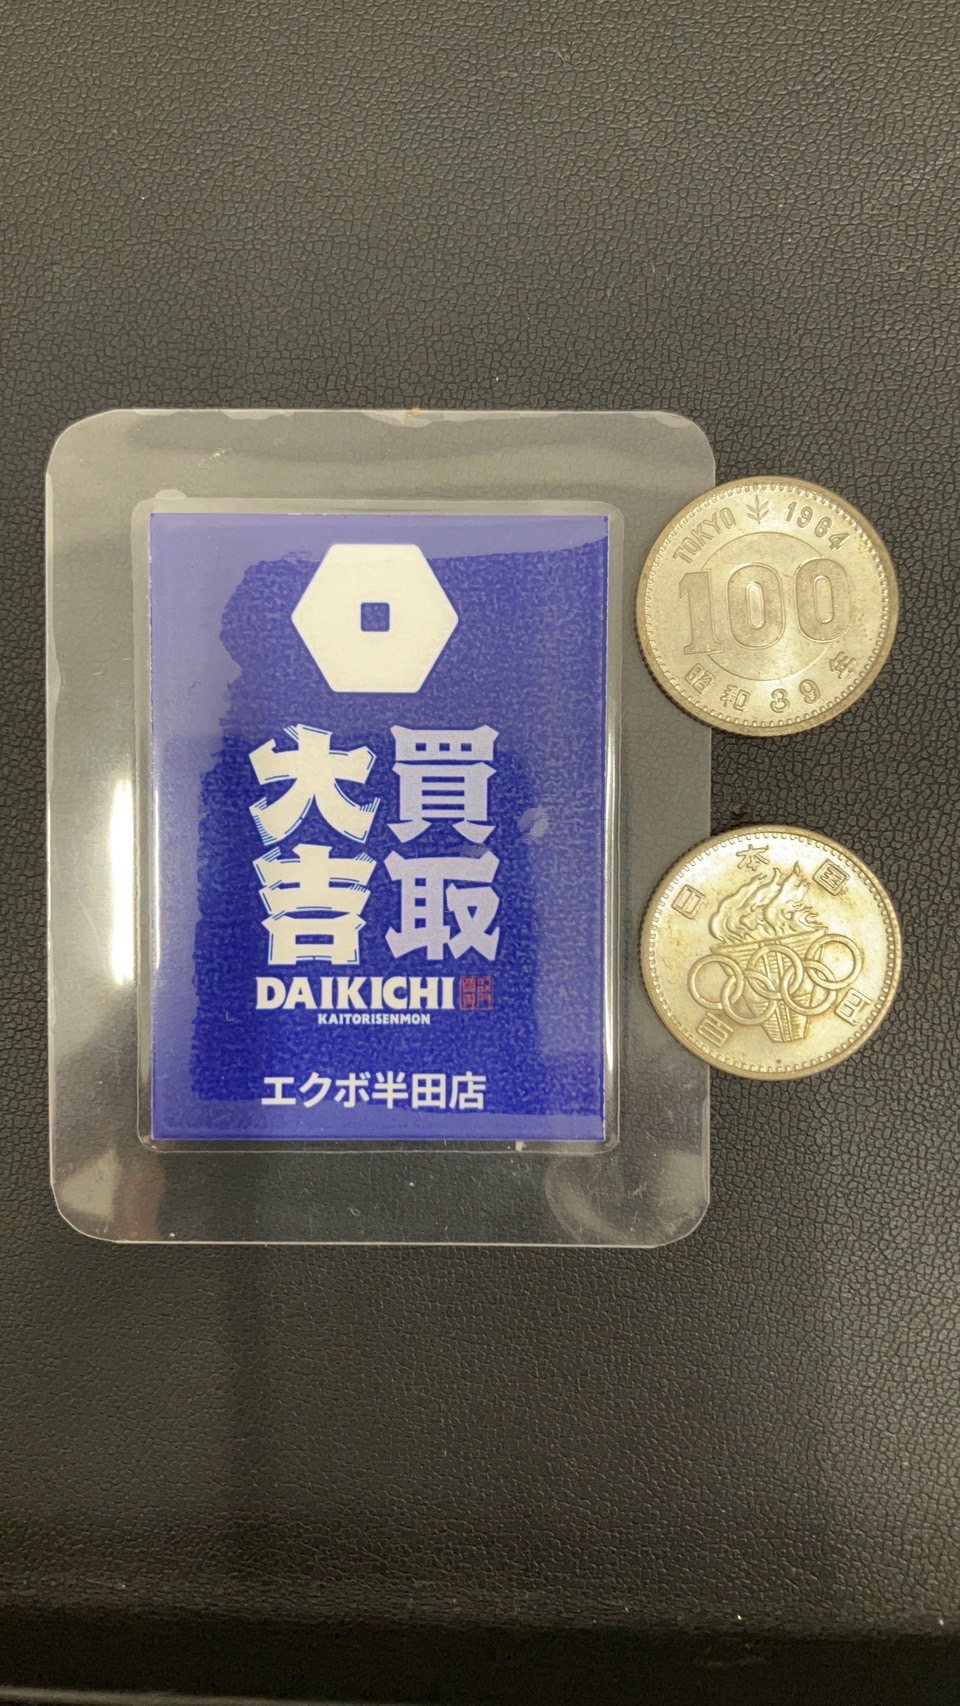 買取
大吉
DAIKICHI
KAITORISENMON
エクボ半田店
TOKYO 1964
100
昭和39年
日本国
百円